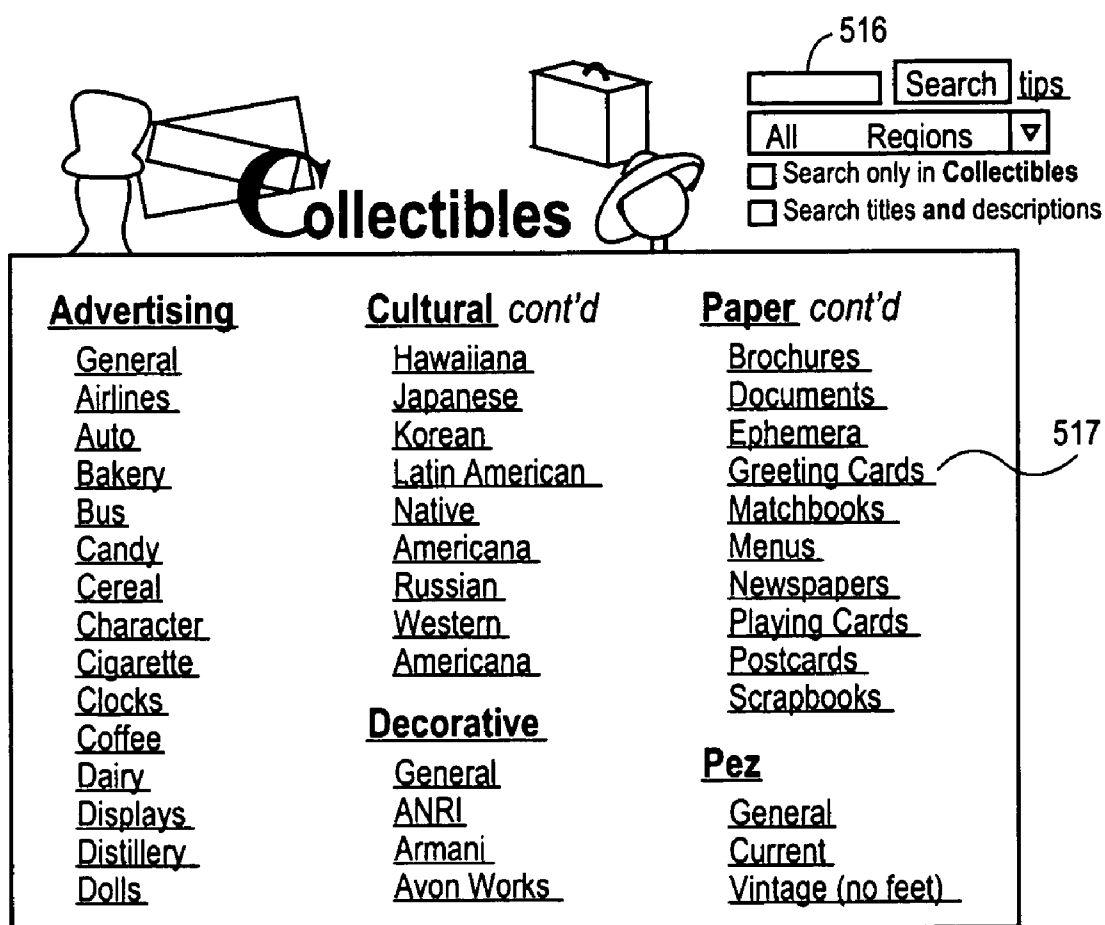 516
Search tips
All Regions
Search only in Collectibles
Search titles and descriptions
Collectibles
Advertising
General
Airlines
Auto
Bakery
Bus
Candy
Cereal
Character
Cigarette
Clocks
Coffee
Dairy
Displays
Distillery
Dolls
Cultural cont'd
Hawaiiana
Japanese
Korean
Latin American
Native
Americana
Russian
Western
Americana
Decorative
General
ANRI
Armani
Avon Works
Paper cont'd
Brochures
Documents
Ephemera
Greeting Cards
Matchbooks
Menus
Newspapers
Playing Cards
Postcards
Scrapbooks
Pez
General
Current
Vintage (no feet)
517